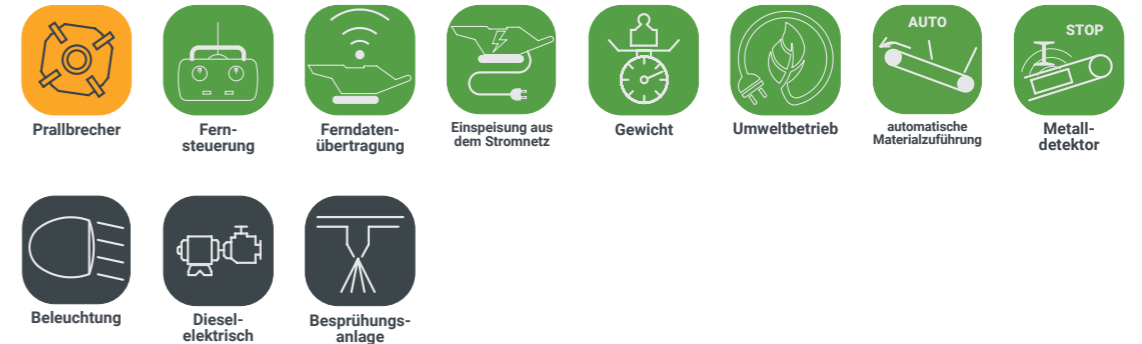 AUTO
STOP
Prallbrecher
Fern-
steuerung
Ferndaten-
übertragung
Einspeisung aus
dem Stromnetz
Gewicht
Umweltbetrieb
automatische
Materialzuführung
Metall-
detektor
Beleuchtung
Diesel-
elektrisch
Besprühungs-
anlage